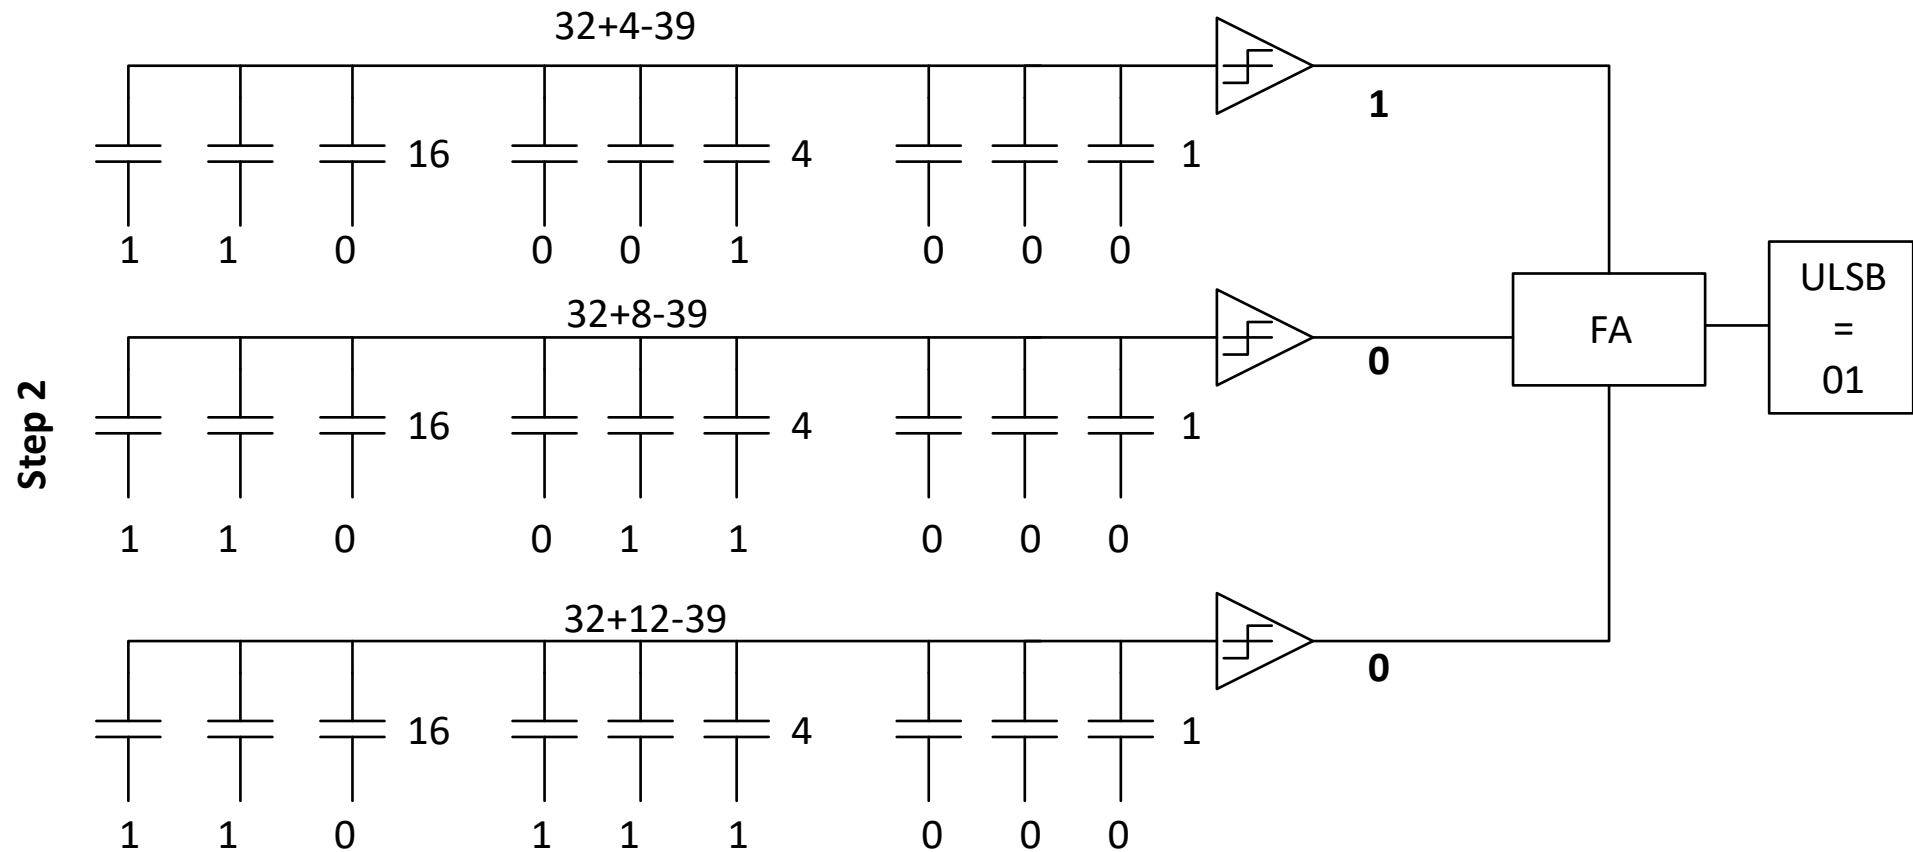 32+4-39
1
16 4 1
1 1 0 0 0 1 0 0 0
32+8-39
0
FA
ULSB
=
01
Step 2
16 4 1
1 1 0 0 1 1 0 0 0
32+12-39
0
16 4 1
1 1 0 1 1 1 0 0 0